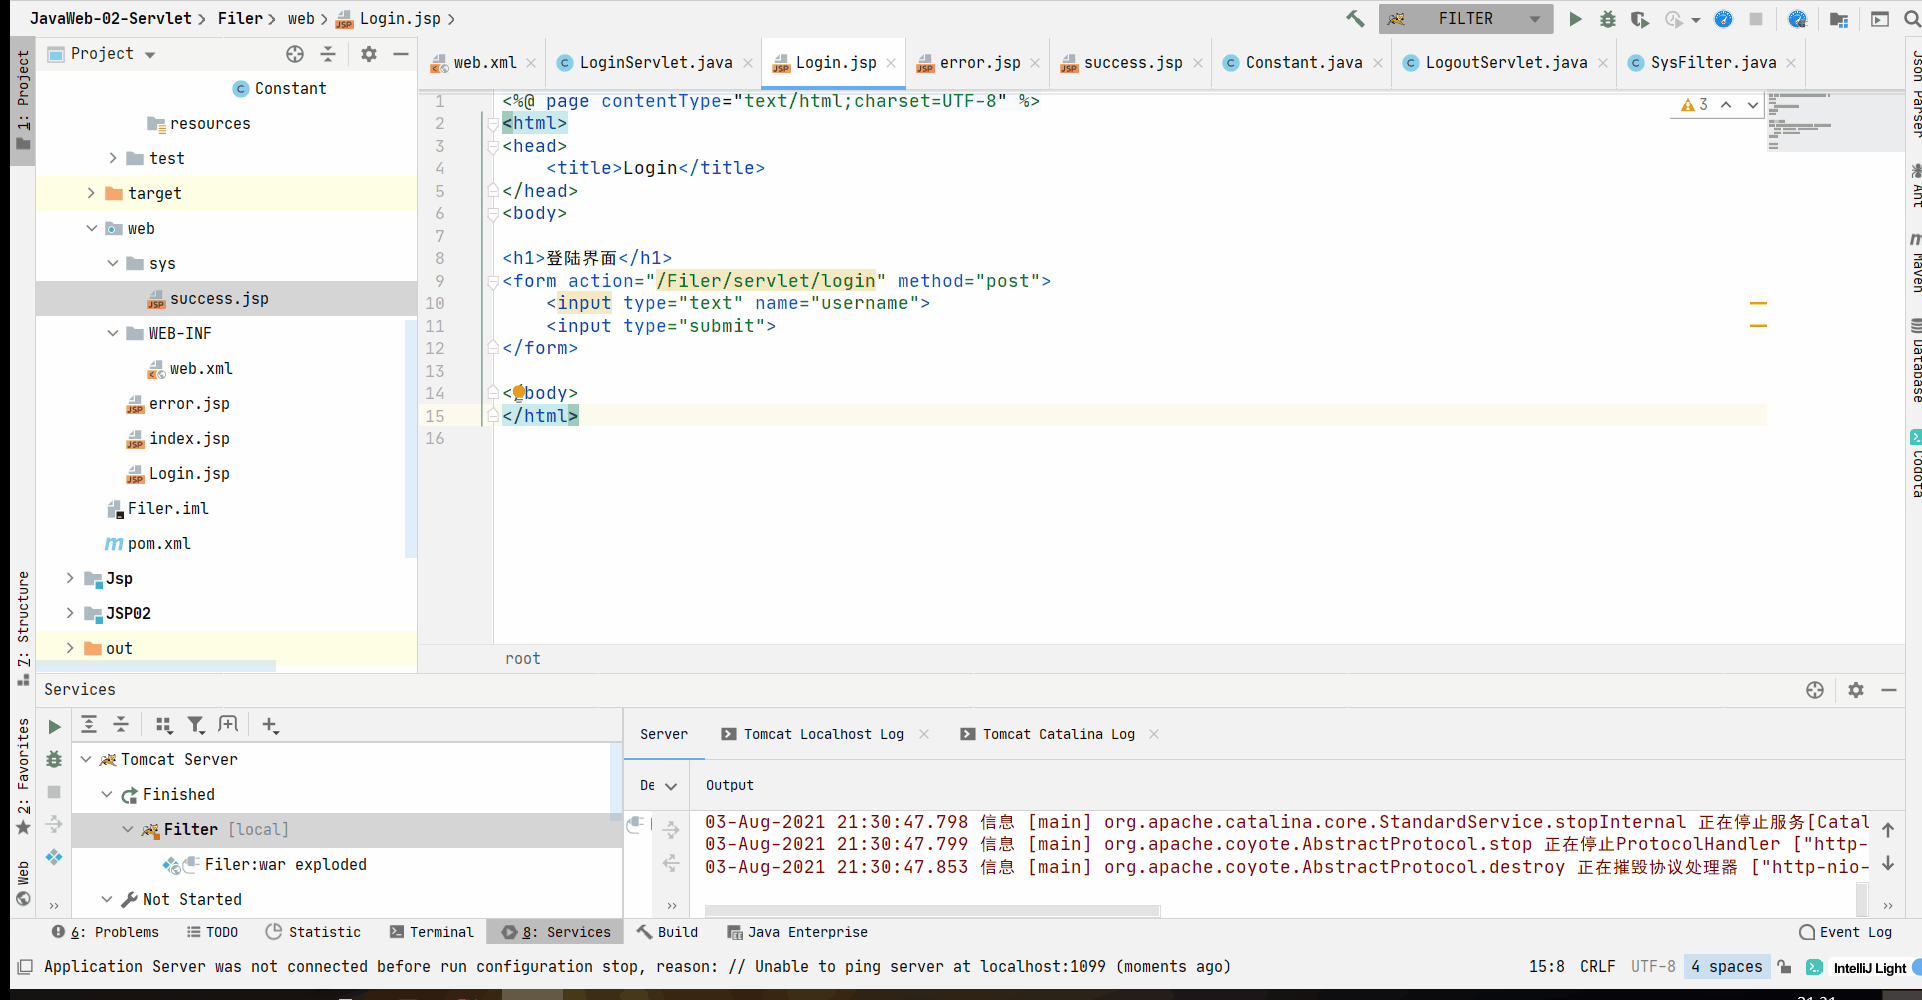 JavaWeb-02-Servlet > Filer > web > Login.jsp >
FILTER
Project
web.xml
LoginServlet.java
Login.jsp
error.jsp
success.jsp
Constant.java
LogoutServlet.java
SysFilter.java
1: Project
Z: Structure
2: Favorites
Web
Constant
resources
test
target
web
sys
success.jsp
WEB-INF
web.xml
error.jsp
index.jsp
Login.jsp
Filer.iml
pom.xml
Jsp
JSP02
out
1 <%@ page contentType="text/html;charset=UTF-8" %>
2 <html>
3 <head>
4 <title>Login</title>
5 </head>
6 <body>
7
8 <h1>登陆界面</h1>
9 <form action="/Filer/servlet/login" method="post">
10 <input type="text" name="username">
11 <input type="submit">
12 </form>
13
14 <body>
15 </html>
16
3
root
Json Parser
Ant
Maven
Database
Codota
Services
Tomcat Server
Finished
Filter [local]
Filer:war exploded
Not Started
Server
Tomcat Localhost Log
Tomcat Catalina Log
De
Output
03-Aug-2021 21:30:47.798 信息 [main] org.apache.catalina.core.StandardService.stopInternal 正在停止服务[Catal
03-Aug-2021 21:30:47.799 信息 [main] org.apache.coyote.AbstractProtocol.stop 正在停止ProtocolHandler ["http-
03-Aug-2021 21:30:47.853 信息 [main] org.apache.coyote.AbstractProtocol.destroy 正在摧毁协议处理器 ["http-nio-
6: Problems
TODO
Statistic
Terminal
8: Services
Build
Java Enterprise
Event Log
Application Server was not connected before run configuration stop, reason: // Unable to ping server at localhost:1099 (moments ago)
15:8 CRLF UTF-8 4 spaces IntelliJ Light